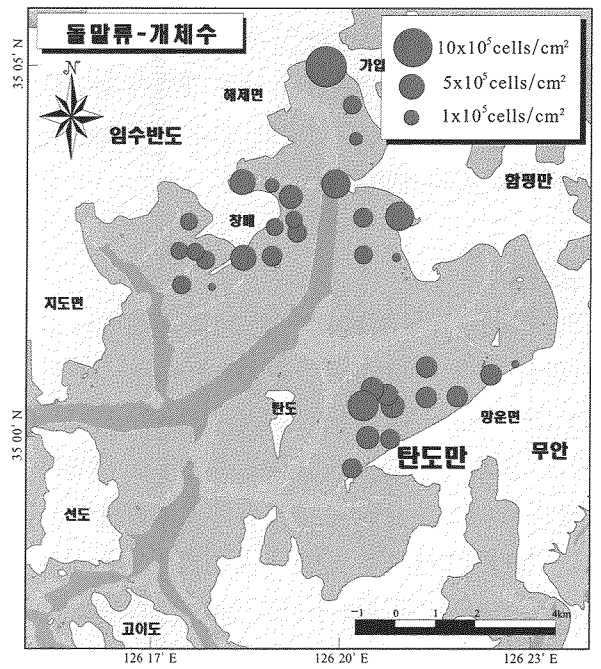 돌말류-개체수
10x10⁵cells/cm²
5x10⁵cells/cm²
1x10⁵cells/cm²
35 05' N
N
가입
해제면
임수반도
함평만
창매
지도면
탄도
망운면
35 00' N
탄도만
무안
선도
고이도
-1 0 1 2 4km
126 17' E 126 20' E 126 23' E